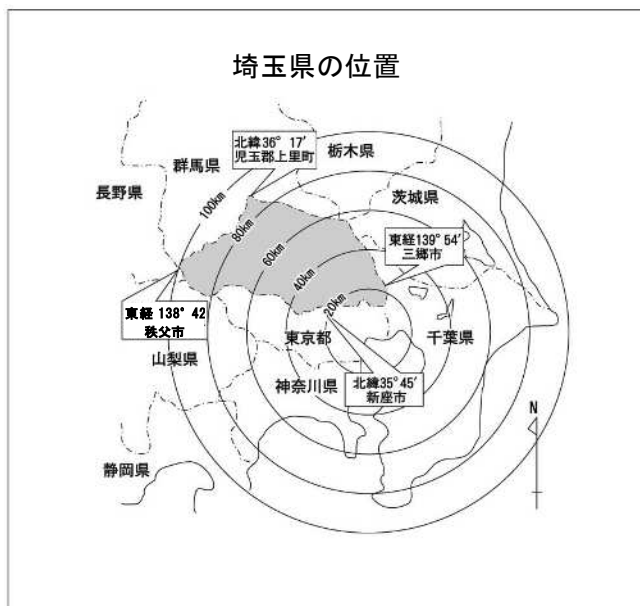 埼玉県の位置
北緯36° 17′
児玉郡上里町
栃木県
群馬県
長野県
茨城県
100km
80km
60km
40km
20km
東経139° 54′
三郷市
東経 138° 42
秩父市
東京都
千葉県
山梨県
神奈川県
北緯35°45′
新座市
N
静岡県